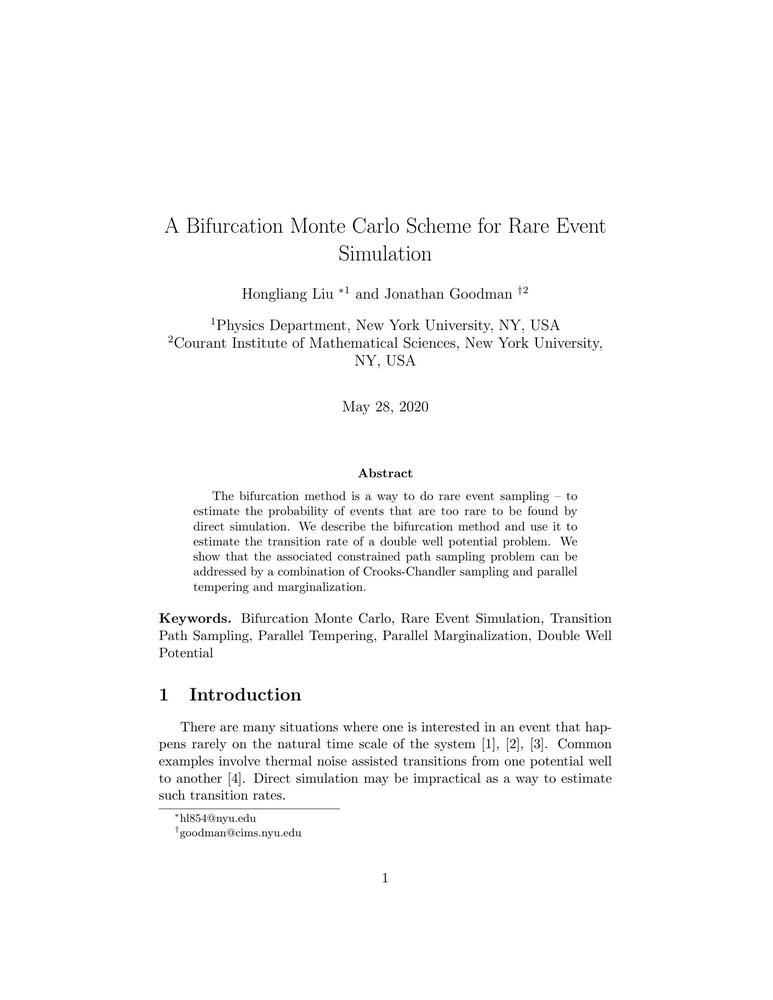 A Bifurcation Monte Carlo Scheme for Rare Event
Simulation
Hongliang Liu *1 and Jonathan Goodman †2
1Physics Department, New York University, NY, USA
2Courant Institute of Mathematical Sciences, New York University,
NY, USA
May 28, 2020
Abstract
The bifurcation method is a way to do rare event sampling – to
estimate the probability of events that are too rare to be found by
direct simulation. We describe the bifurcation method and use it to
estimate the transition rate of a double well potential problem. We
show that the associated constrained path sampling problem can be
addressed by a combination of Crooks-Chandler sampling and parallel
tempering and marginalization.
Keywords. Bifurcation Monte Carlo, Rare Event Simulation, Transition
Path Sampling, Parallel Tempering, Parallel Marginalization, Double Well
Potential
1 Introduction
There are many situations where one is interested in an event that hap-
pens rarely on the natural time scale of the system [1], [2], [3]. Common
examples involve thermal noise assisted transitions from one potential well
to another [4]. Direct simulation may be impractical as a way to estimate
such transition rates.
*hl854@nyu.edu
†goodman@cims.nyu.edu
1